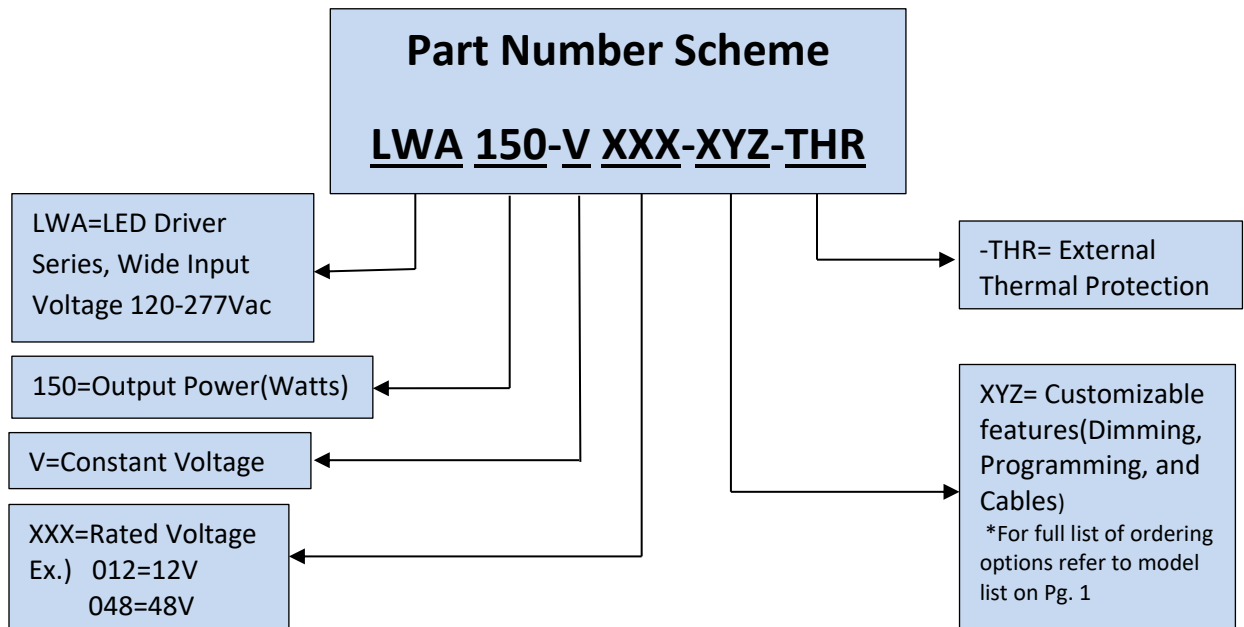 Part Number Scheme
LWA 150-V XXX-XYZ-THR
LWA=LED Driver
Series, Wide Input
Voltage 120-277Vac
150=Output Power(Watts)
V=Constant Voltage
XXX=Rated Voltage
Ex.) 012=12V
048=48V
-THR= External
Thermal Protection
XYZ= Customizable
features(Dimming,
Programming, and
Cables)
*For full list of ordering
options refer to model
list on Pg. 1